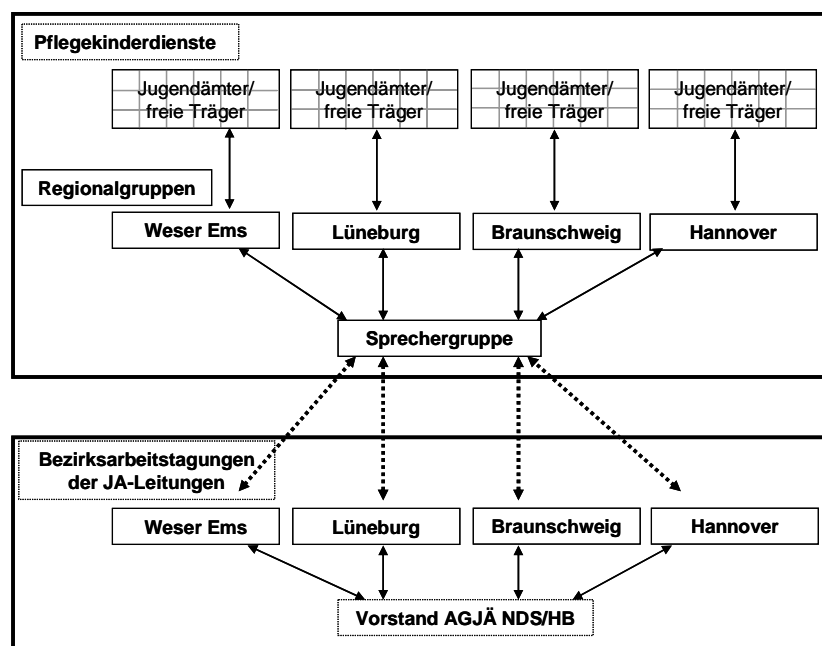 Pflegekinderdienste
Jugendämter/
freie Träger
Jugendämter/
freie Träger
Jugendämter/
freie Träger
Jugendämter/
freie Träger
Regionalgruppen
Weser Ems
Lüneburg
Braunschweig
Hannover
Sprechergruppe
Bezirksarbeitstagungen
der JA-Leitungen
Weser Ems
Lüneburg
Braunschweig
Hannover
Vorstand AGJÄ NDS/HB